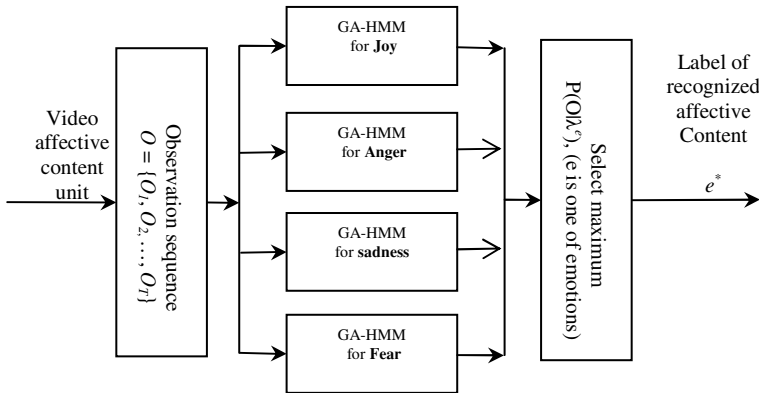 Video
affective
content
unit
Observation sequence
O = {O1, O2,..., OT}
GA-HMM
for Joy
GA-HMM
for Anger
GA-HMM
for sadness
GA-HMM
for Fear
Select maximum
P(O|λe), (e is one of emotions)
Label of
recognized
affective
Content
e*